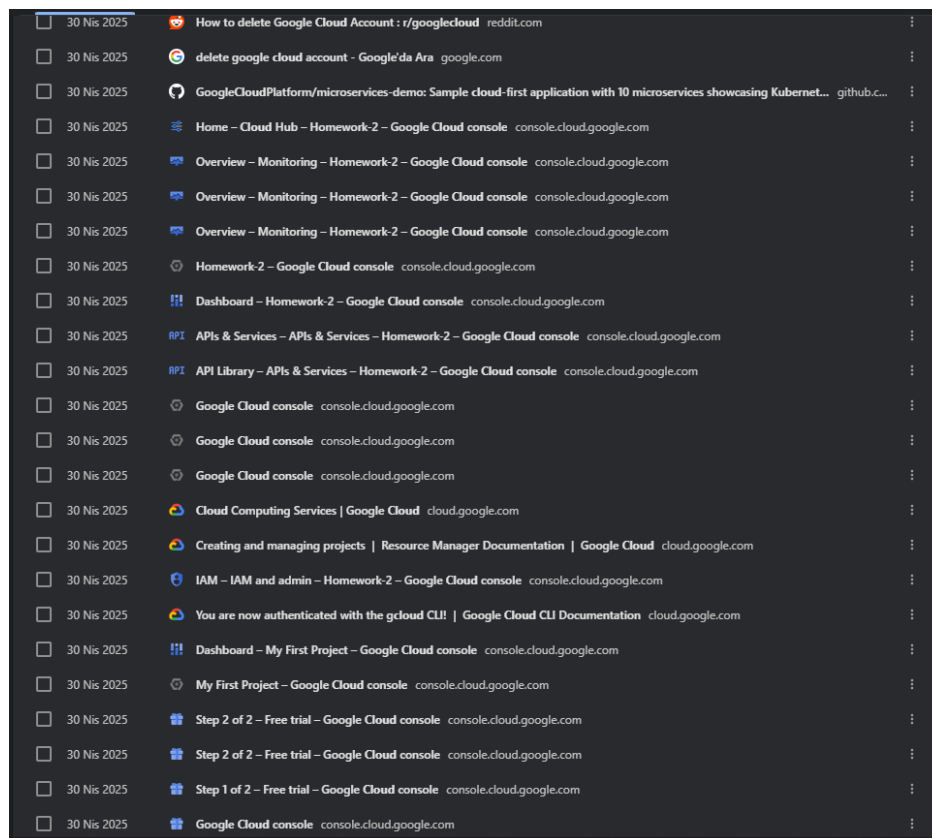 30 Nis 2025 How to delete Google Cloud Account : r/googlecloud reddit.com
30 Nis 2025 delete google cloud account - Google'da Ara google.com
30 Nis 2025 GoogleCloudPlatform/microservices-demo: Sample cloud-first application with 10 microservices showcasing Kubernet... github.c...
30 Nis 2025 Home – Cloud Hub – Homework-2 – Google Cloud console console.cloud.google.com
30 Nis 2025 Overview – Monitoring – Homework-2 – Google Cloud console console.cloud.google.com
30 Nis 2025 Overview – Monitoring – Homework-2 – Google Cloud console console.cloud.google.com
30 Nis 2025 Overview – Monitoring – Homework-2 – Google Cloud console console.cloud.google.com
30 Nis 2025 Homework-2 – Google Cloud console console.cloud.google.com
30 Nis 2025 Dashboard – Homework-2 – Google Cloud console console.cloud.google.com
30 Nis 2025 API APIs & Services – APIs & Services – Homework-2 – Google Cloud console console.cloud.google.com
30 Nis 2025 API API Library – APIs & Services – Homework-2 – Google Cloud console console.cloud.google.com
30 Nis 2025 Google Cloud console console.cloud.google.com
30 Nis 2025 Google Cloud console console.cloud.google.com
30 Nis 2025 Google Cloud console console.cloud.google.com
30 Nis 2025 Cloud Computing Services | Google Cloud cloud.google.com
30 Nis 2025 Creating and managing projects | Resource Manager Documentation | Google Cloud cloud.google.com
30 Nis 2025 IAM – IAM and admin – Homework-2 – Google Cloud console console.cloud.google.com
30 Nis 2025 You are now authenticated with the gcloud CLI! | Google Cloud CLI Documentation cloud.google.com
30 Nis 2025 Dashboard – My First Project – Google Cloud console console.cloud.google.com
30 Nis 2025 My First Project – Google Cloud console console.cloud.google.com
30 Nis 2025 Step 2 of 2 – Free trial – Google Cloud console console.cloud.google.com
30 Nis 2025 Step 2 of 2 – Free trial – Google Cloud console console.cloud.google.com
30 Nis 2025 Step 1 of 2 – Free trial – Google Cloud console console.cloud.google.com
30 Nis 2025 Google Cloud console console.cloud.google.com